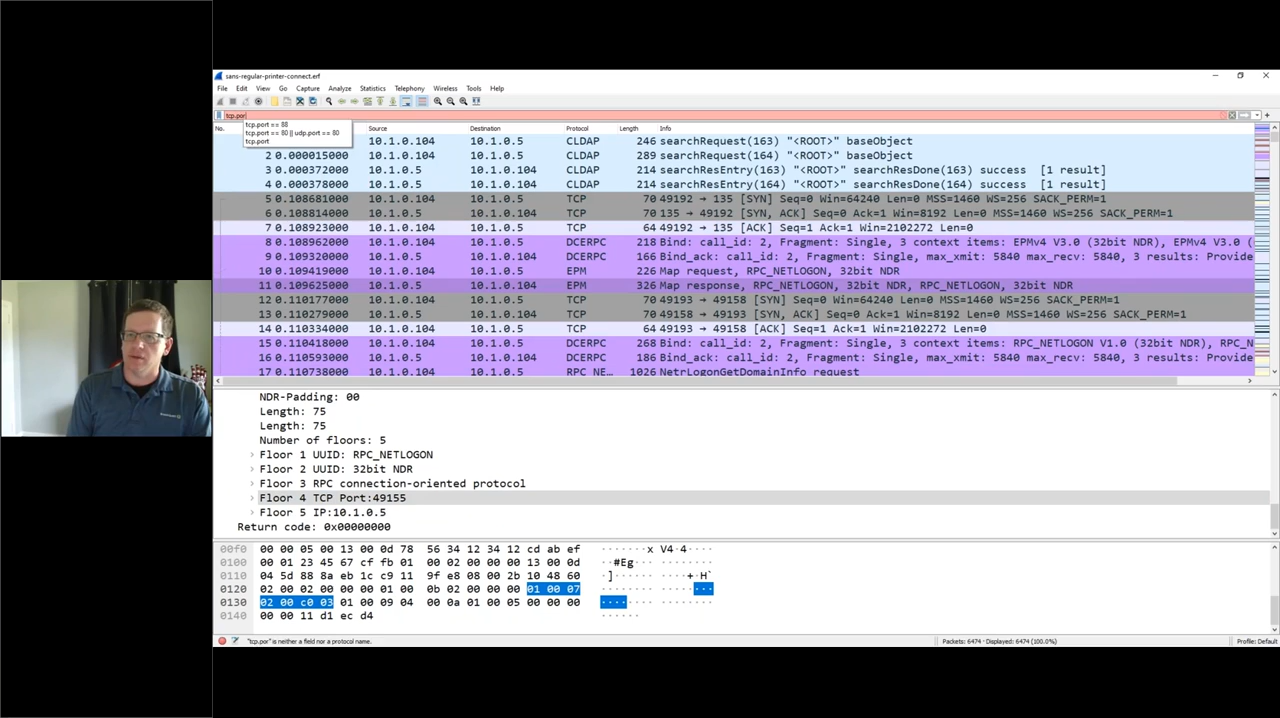 sans-regular-printer-connect.erf
File Edit View Go Capture Analyze Statistics Telephony Wireless Tools Help
tcp.por
tcp.port == 88
tcp.port == 80 || udp.port == 80
tcp.port
No. Source Destination Protocol Length Info
10.1.0.104 10.1.0.5 CLDAP 246 searchRequest(163) "<ROOT>" baseObject
2 0.000015000 10.1.0.104 10.1.0.5 CLDAP 289 searchRequest(164) "<ROOT>" baseObject
3 0.000372000 10.1.0.5 10.1.0.104 CLDAP 214 searchResEntry(163) "<ROOT>" searchResDone(163) success [1 result]
4 0.000378000 10.1.0.5 10.1.0.104 CLDAP 214 searchResEntry(164) "<ROOT>" searchResDone(164) success [1 result]
5 0.108681000 10.1.0.104 10.1.0.5 TCP 70 49192 → 135 [SYN] Seq=0 Win=64240 Len=0 MSS=1460 WS=256 SACK_PERM=1
6 0.108814000 10.1.0.5 10.1.0.104 TCP 70 135 → 49192 [SYN, ACK] Seq=0 Ack=1 Win=8192 Len=0 MSS=1460 WS=256 SACK_PERM=1
7 0.108923000 10.1.0.104 10.1.0.5 TCP 64 49192 → 135 [ACK] Seq=1 Ack=1 Win=2102272 Len=0
8 0.108962000 10.1.0.104 10.1.0.5 DCERPC 218 Bind: call_id: 2, Fragment: Single, 3 context items: EPMv4 V3.0 (32bit NDR), EPMv4 V3.0 (
9 0.109320000 10.1.0.5 10.1.0.104 DCERPC 166 Bind_ack: call_id: 2, Fragment: Single, max_xmit: 5840 max_recv: 5840, 3 results: Provide
10 0.109419000 10.1.0.104 10.1.0.5 EPM 226 Map request, RPC_NETLOGON, 32bit NDR
11 0.109625000 10.1.0.5 10.1.0.104 EPM 326 Map response, RPC_NETLOGON, 32bit NDR, RPC_NETLOGON, 32bit NDR
12 0.110177000 10.1.0.104 10.1.0.5 TCP 70 49193 → 49158 [SYN] Seq=0 Win=64240 Len=0 MSS=1460 WS=256 SACK_PERM=1
13 0.110279000 10.1.0.5 10.1.0.104 TCP 70 49158 → 49193 [SYN, ACK] Seq=0 Ack=1 Win=8192 Len=0 MSS=1460 WS=256 SACK_PERM=1
14 0.110334000 10.1.0.104 10.1.0.5 TCP 64 49193 → 49158 [ACK] Seq=1 Ack=1 Win=2102272 Len=0
15 0.110418000 10.1.0.104 10.1.0.5 DCERPC 268 Bind: call_id: 2, Fragment: Single, 3 context items: RPC_NETLOGON V1.0 (32bit NDR), RPC_N
16 0.110593000 10.1.0.5 10.1.0.104 DCERPC 186 Bind_ack: call_id: 2, Fragment: Single, max_xmit: 5840 max_recv: 5840, 3 results: Provide
17 0.110738000 10.1.0.104 10.1.0.5 RPC_NE… 1026 NetrLogonGetDomainInfo request
NDR-Padding: 00
Length: 75
Length: 75
Number of floors: 5
Floor 1 UUID: RPC_NETLOGON
Floor 2 UUID: 32bit NDR
Floor 3 RPC connection-oriented protocol
Floor 4 TCP Port:49155
Floor 5 IP:10.1.0.5
Return code: 0x00000000
00f0 00 00 05 00 13 00 0d 78 56 34 12 34 12 cd ab ef ·······x V4·4····
0100 00 01 23 45 67 cf fb 01 00 02 00 00 00 13 00 0d ··#Eg··· ········
0110 04 5d 88 8a eb 1c c9 11 9f e8 08 00 2b 10 48 60 ·]······ ····+·H`
0120 02 00 02 00 00 00 01 00 0b 02 00 00 00 01 00 07 ········ ········
0130 02 00 c0 03 01 00 09 04 00 0a 01 00 05 00 00 00 ········ ········
0140 00 00 11 d1 ec d4 ······
"tcp.por" is neither a field nor a protocol name. Packets: 6474 · Displayed: 6474 (100.0%) Profile: Default